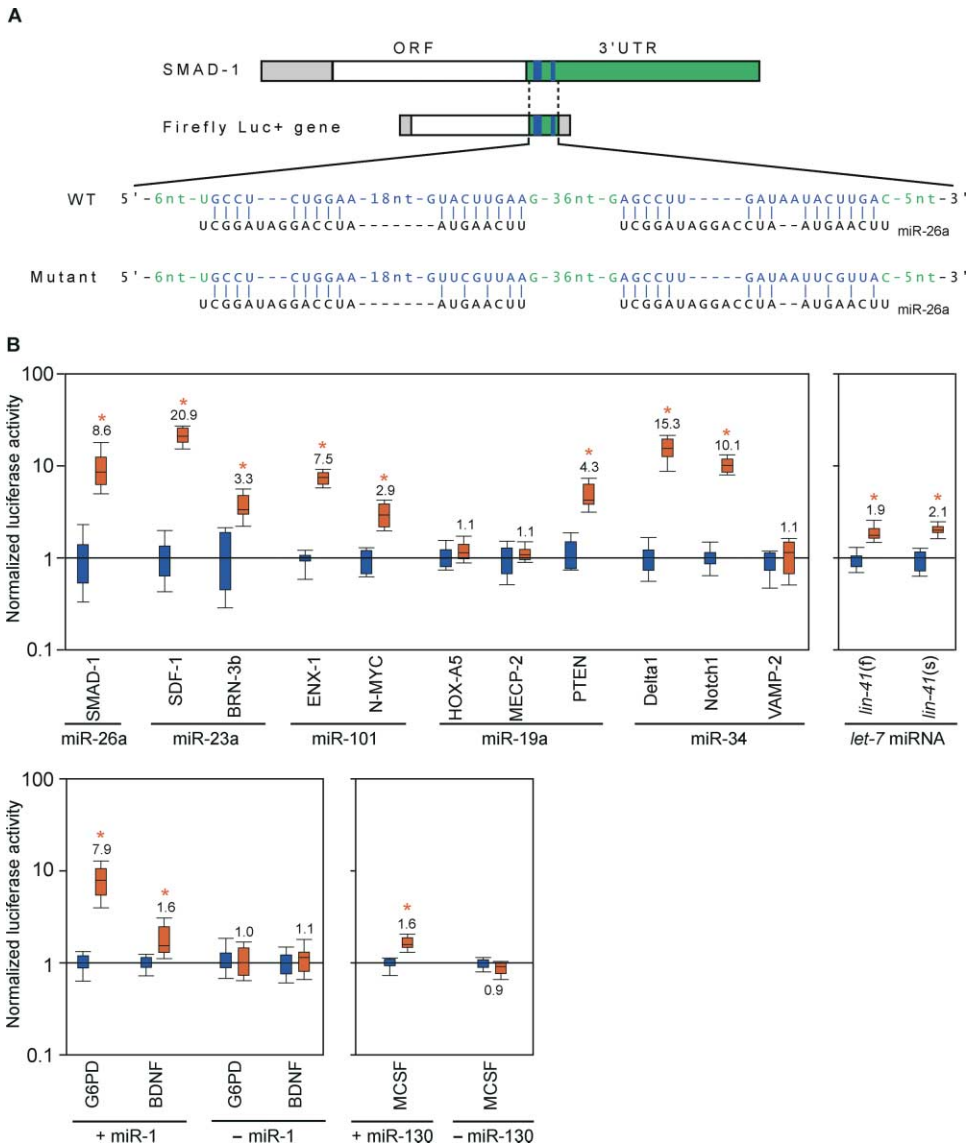 A
ORF 3'UTR
SMAD-1
Firefly Luc+ gene
WT 5'-6nt-UGCCU---CUGGAA-18nt-GUACUUGAAG-36nt-GAGCCUU-----GAUAAUACUUGAC-5nt-3'
UCGGAUAGGACCUA-------AUGAACUU UCGGAUAGGACCUA--AUGAACUU miR-26a
Mutant 5'-6nt-UGCCU---CUGGAA-18nt-GUUCGUUAAG-36nt-GAGCCUU-----GAUAAUUCGUUAC-5nt-3'
UCGGAUAGGACCUA-------AUGAACUU UCGGAUAGGACCUA--AUGAACUU miR-26a
B
Normalized luciferase activity
100
10
1
0.1
* 8.6
* 20.9
* 3.3
* 7.5
* 2.9
1.1
1.1
* 4.3
* 15.3
* 10.1
1.1
* 1.9
* 2.1
SMAD-1 SDF-1 BRN-3b ENX-1 N-MYC HOX-A5 MECP-2 PTEN Delta1 Notch1 VAMP-2 lin-41(f) lin-41(s)
miR-26a miR-23a miR-101 miR-19a miR-34 let-7 miRNA
Normalized luciferase activity
100
10
1
0.1
* 7.9
* 1.6
1.0
1.1
* 1.6
0.9
G6PD BDNF G6PD BDNF MCSF MCSF
+ miR-1 – miR-1 + miR-130 – miR-130